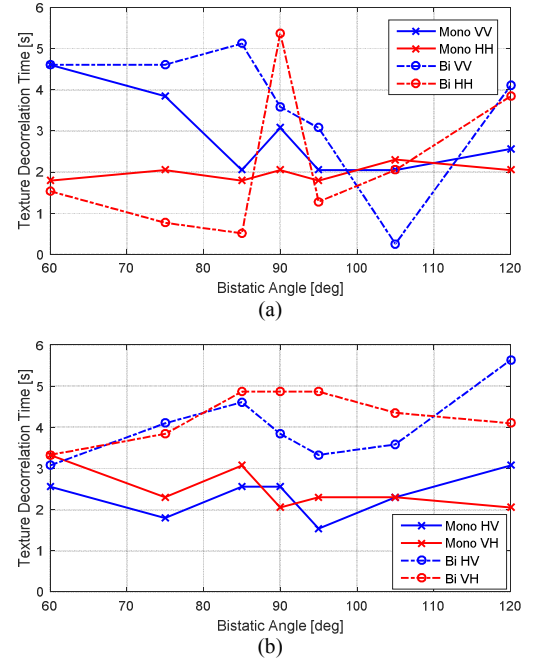 6
5
4
3
2
1
0
Texture Decorrelation Time [s]
Mono VV
Mono HH
Bi VV
Bi HH
60 70 80 90 100 110 120
Bistatic Angle [deg]
(a)
6
5
4
3
2
1
0
Texture Decorrelation Time [s]
Mono HV
Mono VH
Bi HV
Bi VH
60 70 80 90 100 110 120
Bistatic Angle [deg]
(b)